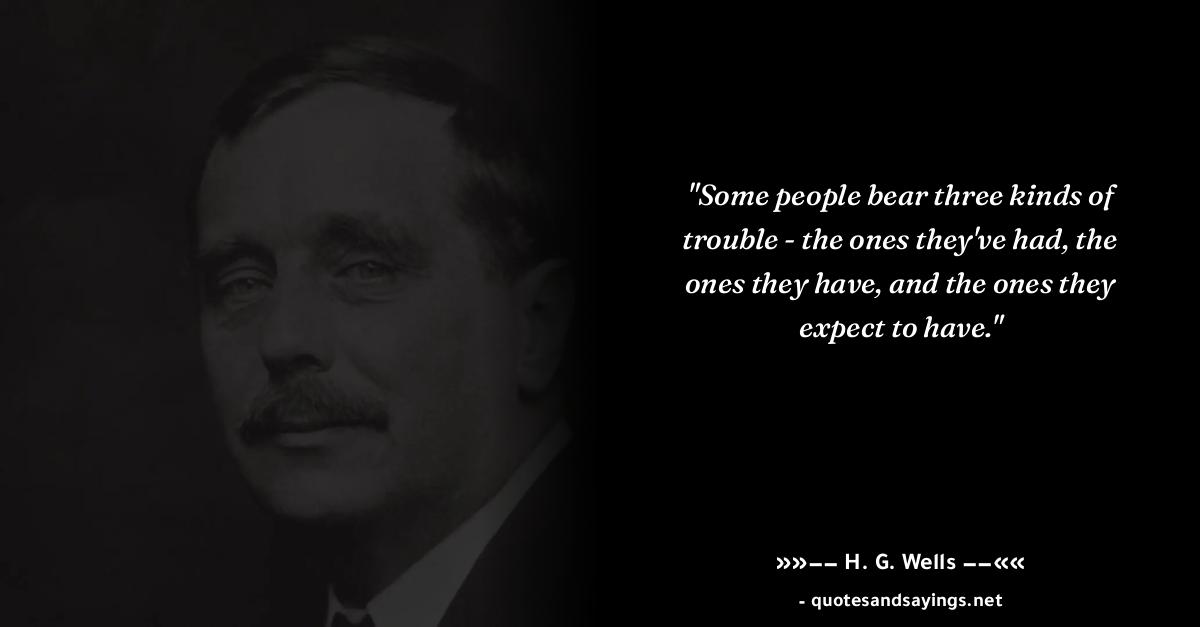 "Some people bear three kinds of
trouble - the ones they've had, the
ones they have, and the ones they
expect to have."
»»−− H. G. Wells −−««
- quotesandsayings.net